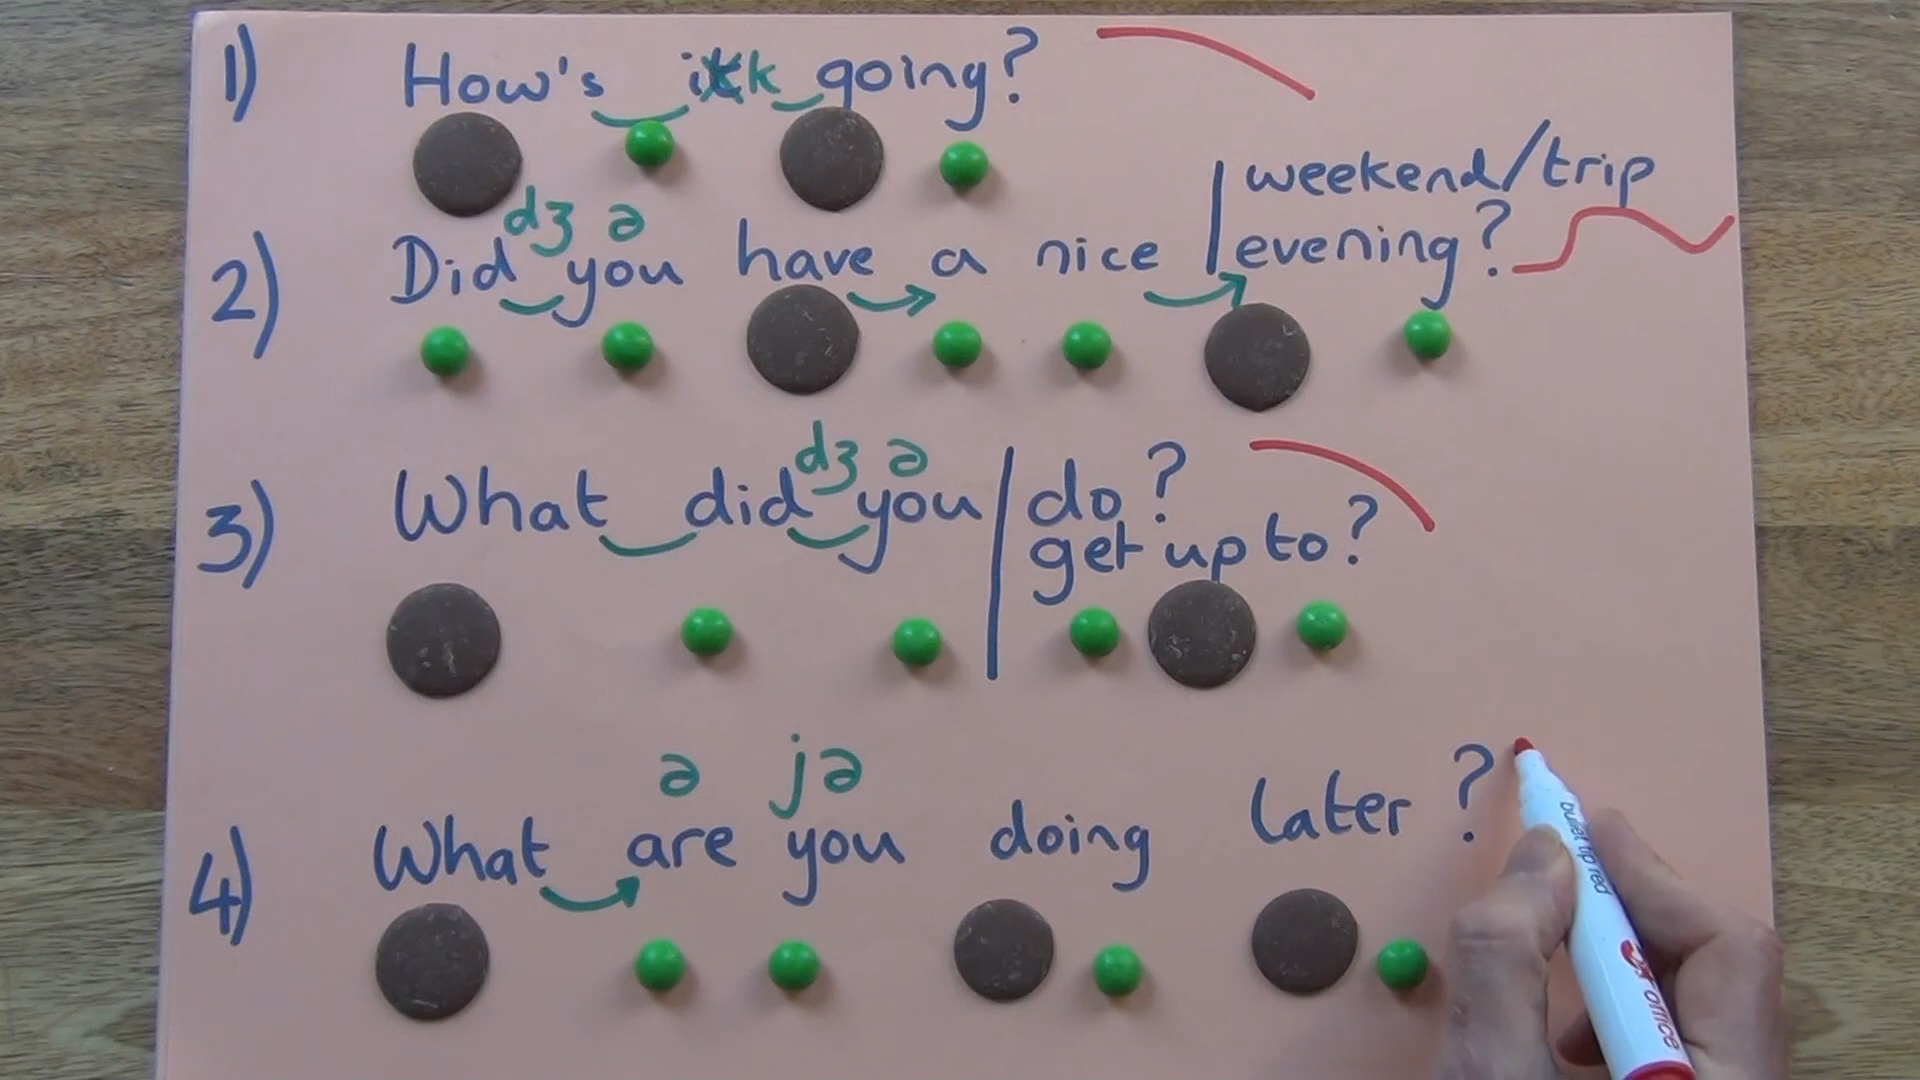 1) How's it k going?
weekend/trip
dʒ ə
2) Did you have a nice evening?
dʒ ə
3) What did you do?
get up to?
ə jə
4) What are you doing later?
bullet tip red
office